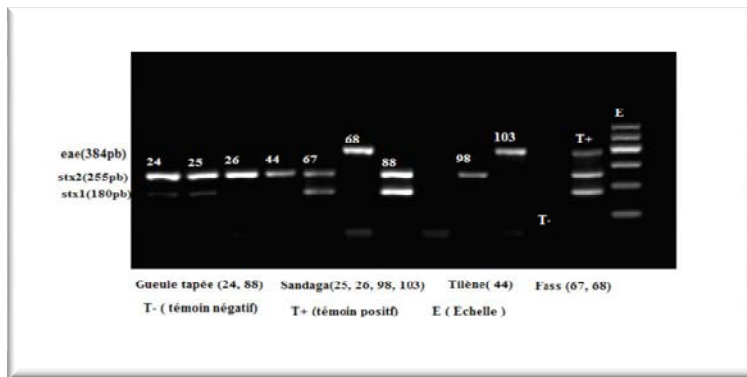 E
68
103
T+
eae(384pb)
24 25 26 44 67 88 98
stx2(255pb)
stx1(180pb)
T-
Gueule tapée (24, 88) Sandaga(25, 26, 98, 103) Tilène( 44) Fass (67, 68)
T- ( témoin négatif) T+ (témoin positf) E ( Echelle )